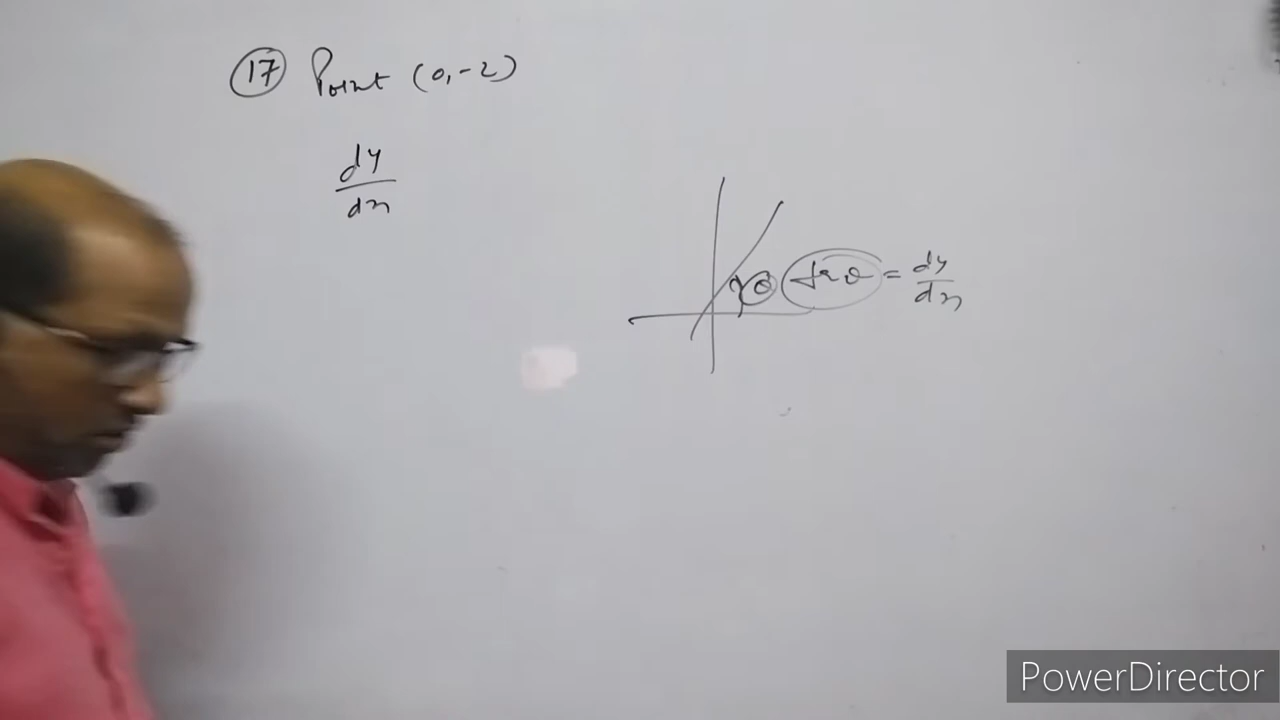 17 Point (0,-2)
dy
dx
θ tanθ = dy
dx
PowerDirector